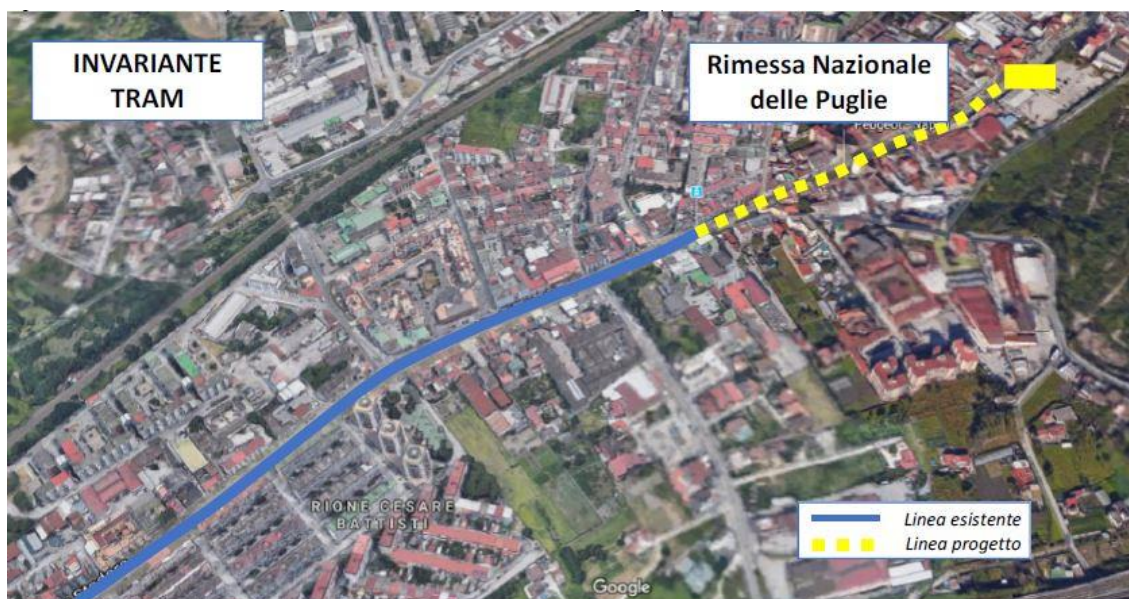 INVARIANTE
TRAM
Rimessa Nazionale
delle Puglie
RIONE CESARE
BATTISTI
Linea esistente
Linea progetto
Google